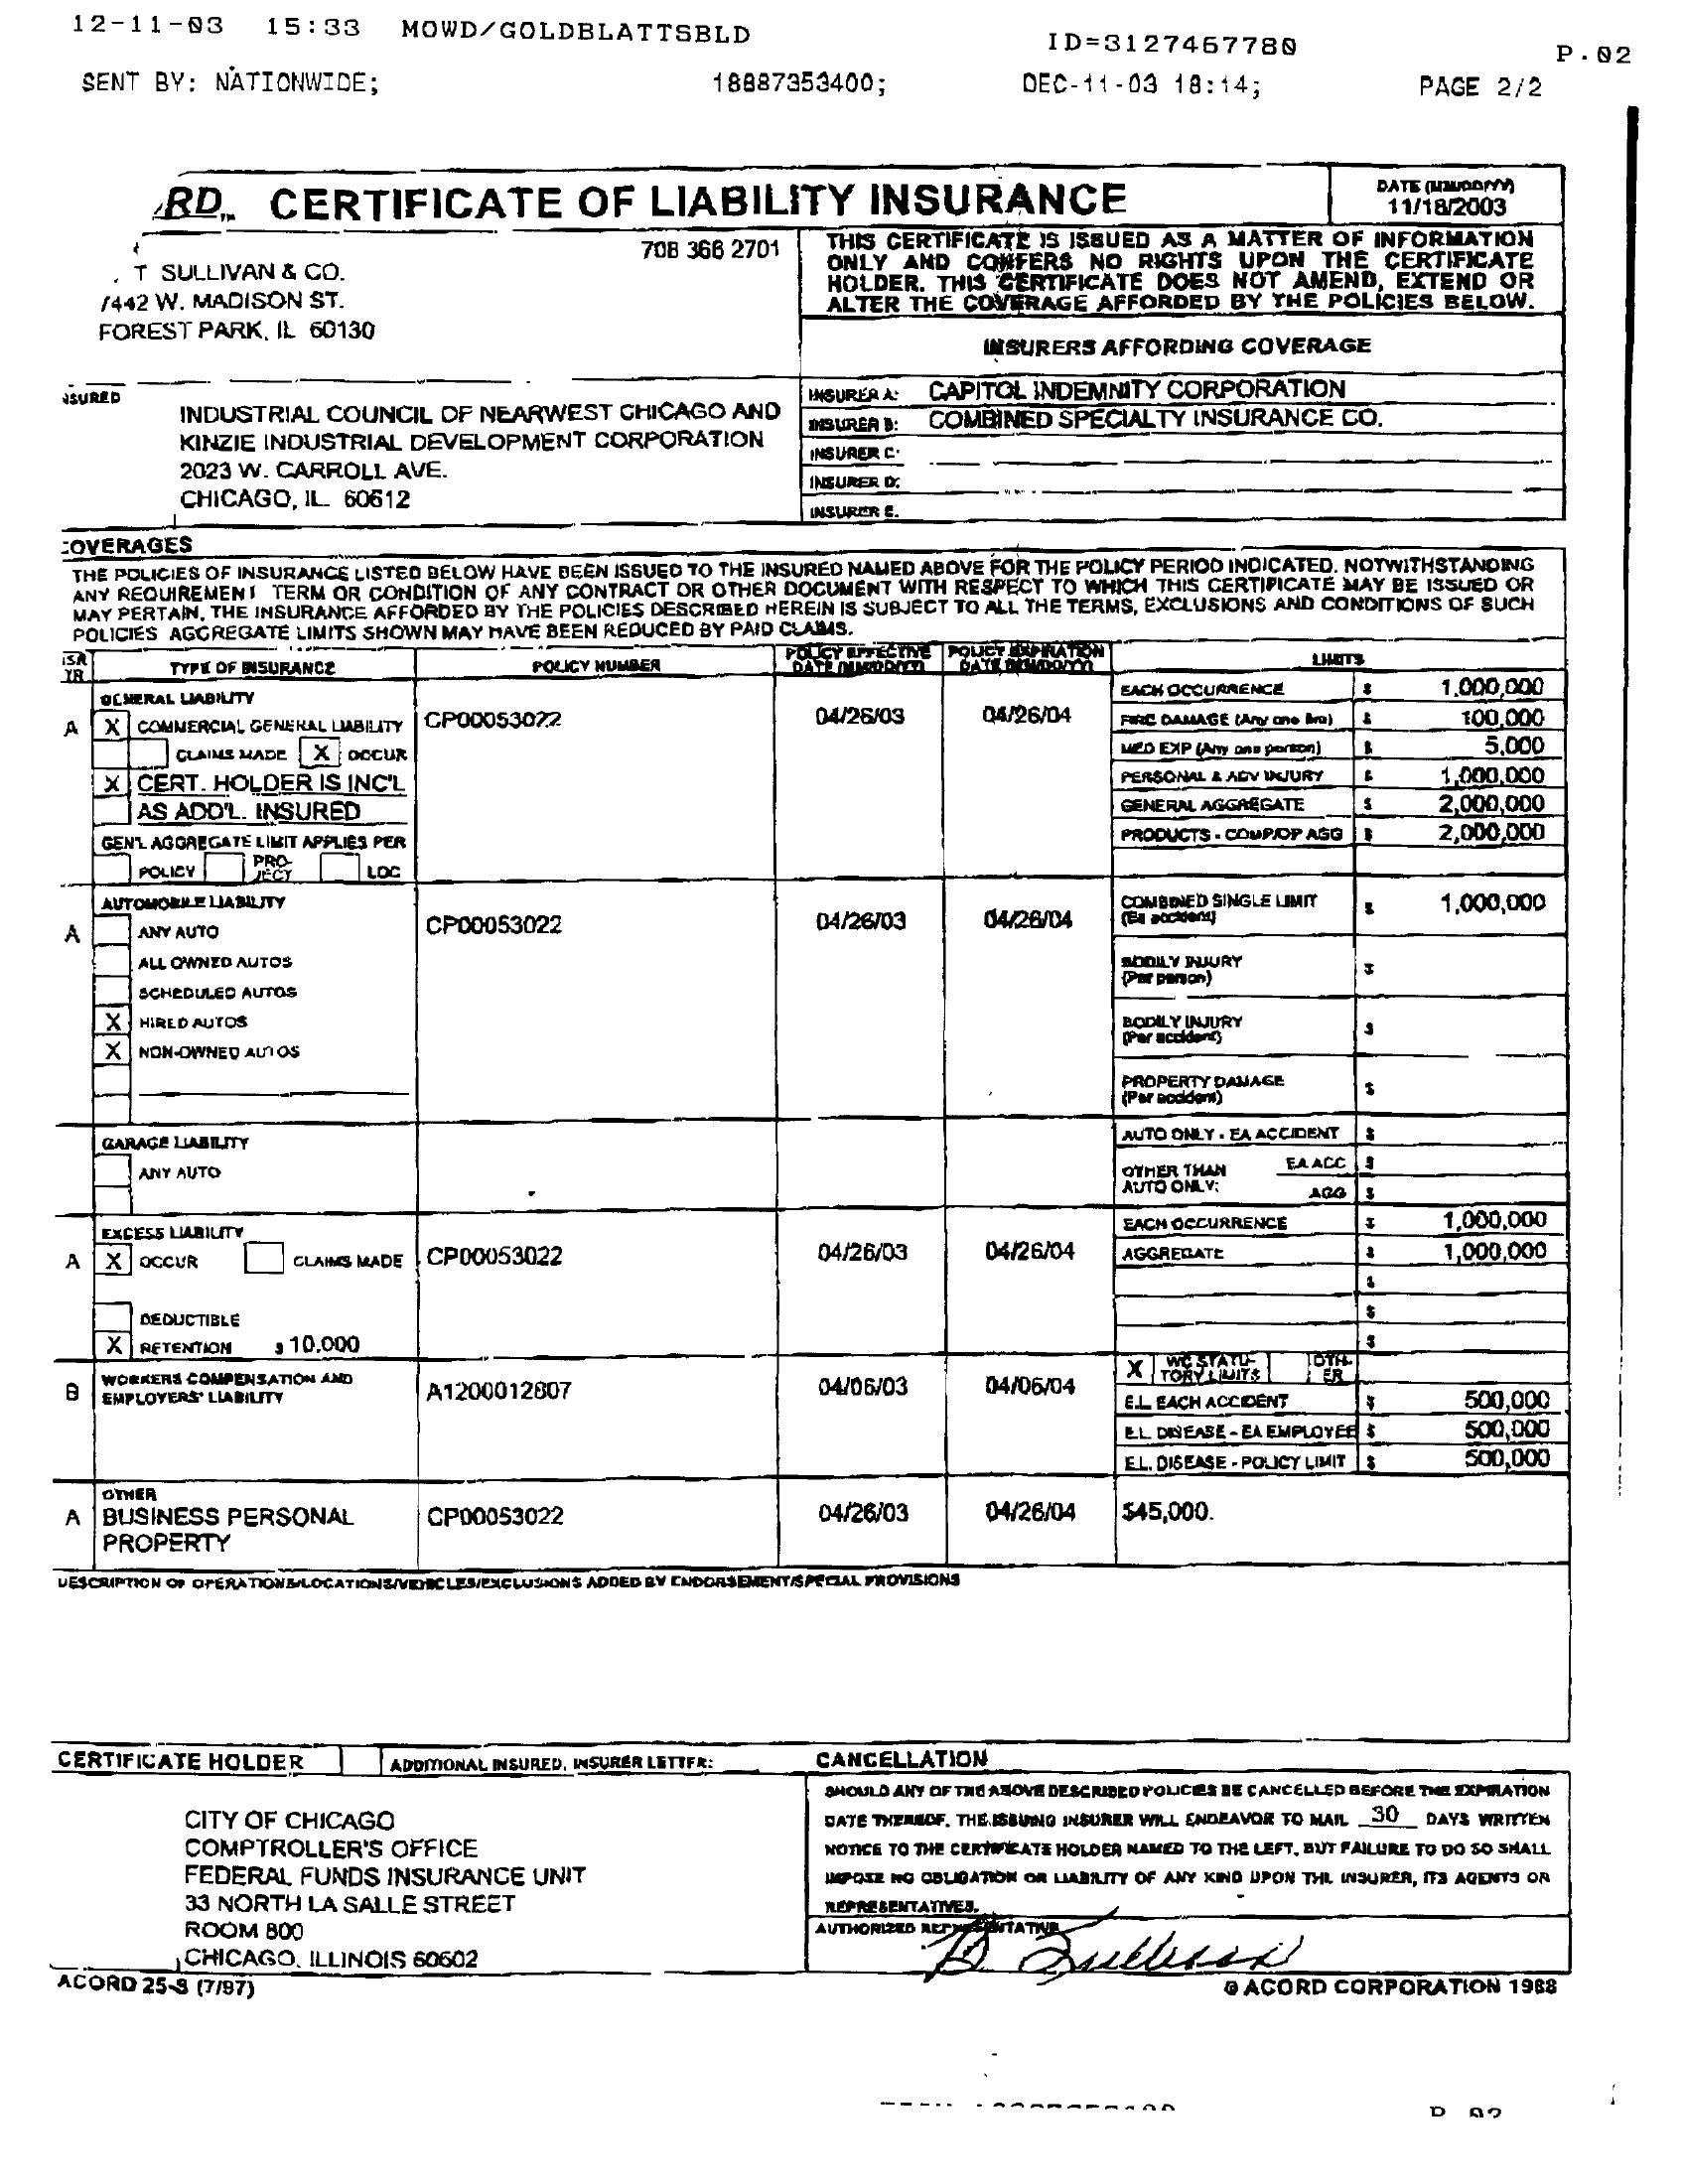 12-11-03 15:33 MOWD/GOLDBLATTSBLD ID=3127467780 P.02
SENT BY: NATIONWIDE; 18887353400; DEC-11-03 18:14; PAGE 2/2
RD™ CERTIFICATE OF LIABILITY INSURANCE
DATE (MM/DD/YY)
11/18/2003
708 366 2701
T SULLIVAN & CO.
7442 W. MADISON ST.
FOREST PARK, IL 60130
THIS CERTIFICATE IS ISSUED AS A MATTER OF INFORMATION
ONLY AND CONFERS NO RIGHTS UPON THE CERTIFICATE
HOLDER. THIS CERTIFICATE DOES NOT AMEND, EXTEND OR
ALTER THE COVERAGE AFFORDED BY THE POLICIES BELOW.
INSURERS AFFORDING COVERAGE
NSURED
INDUSTRIAL COUNCIL OF NEARWEST CHICAGO AND
KINZIE INDUSTRIAL DEVELOPMENT CORPORATION
2023 W. CARROLL AVE.
CHICAGO, IL 60612
INSURER A: CAPITOL INDEMNITY CORPORATION
INSURER B: COMBINED SPECIALTY INSURANCE CO.
INSURER C:
INSURER D:
INSURER E.
COVERAGES
THE POLICIES OF INSURANCE LISTED BELOW HAVE BEEN ISSUED TO THE INSURED NAMED ABOVE FOR THE POLICY PERIOD INDICATED. NOTWITHSTANDING
ANY REQUIREMENT TERM OR CONDITION OF ANY CONTRACT OR OTHER DOCUMENT WITH RESPECT TO WHICH THIS CERTIFICATE MAY BE ISSUED OR
MAY PERTAIN, THE INSURANCE AFFORDED BY THE POLICIES DESCRIBED HEREIN IS SUBJECT TO ALL THE TERMS, EXCLUSIONS AND CONDITIONS OF SUCH
POLICIES AGGREGATE LIMITS SHOWN MAY HAVE BEEN REDUCED BY PAID CLAIMS.
TYPE OF INSURANCE POLICY NUMBER POLICY EFFECTIVE DATE (MM/DD/YY) POLICY EXPIRATION DATE (MM/DD/YY) LIMITS
GENERAL LIABILITY
A X COMMERCIAL GENERAL LIABILITY CP00053022 04/26/03 04/26/04
CLAIMS MADE X OCCUR
X CERT. HOLDER IS INC'L
AS ADD'L. INSURED
GEN'L AGGREGATE LIMIT APPLIES PER
POLICY PRO-JECT LOC
EACH OCCURRENCE $ 1,000,000
FIRE DAMAGE (Any one fire) $ 100,000
MED EXP (Any one person) $ 5,000
PERSONAL & ADV INJURY $ 1,000,000
GENERAL AGGREGATE $ 2,000,000
PRODUCTS - COMP/OP AGG $ 2,000,000
AUTOMOBILE LIABILITY
A ANY AUTO CP00053022 04/26/03 04/26/04
ALL OWNED AUTOS
SCHEDULED AUTOS
X HIRED AUTOS
X NON-OWNED AUTOS
COMBINED SINGLE LIMIT
(Ea accident) $ 1,000,000
BODILY INJURY
(Per person) $
BODILY INJURY
(Per accident) $
PROPERTY DAMAGE
(Per accident) $
GARAGE LIABILITY
ANY AUTO
AUTO ONLY - EA ACCIDENT $
OTHER THAN EA ACC $
AUTO ONLY: AGG $
EXCESS LIABILITY
A X OCCUR CLAIMS MADE CP00053022 04/26/03 04/26/04
DEDUCTIBLE
X RETENTION $ 10,000
EACH OCCURRENCE $ 1,000,000
AGGREGATE $ 1,000,000
$
$
$
B WORKERS COMPENSATION AND
EMPLOYERS' LIABILITY A1200012607 04/06/03 04/06/04
X WC STATU-TORY LIMITS OTH-ER
E.L. EACH ACCIDENT $ 500,000
E.L. DISEASE - EA EMPLOYEE $ 500,000
E.L. DISEASE - POLICY LIMIT $ 500,000
OTHER
A BUSINESS PERSONAL CP00053022 04/26/03 04/26/04 $45,000.
PROPERTY
DESCRIPTION OF OPERATIONS/LOCATIONS/VEHICLES/EXCLUSIONS ADDED BY ENDORSEMENT/SPECIAL PROVISIONS
CERTIFICATE HOLDER ADDITIONAL INSURED, INSURER LETTER:
CITY OF CHICAGO
COMPTROLLER'S OFFICE
FEDERAL FUNDS INSURANCE UNIT
33 NORTH LA SALLE STREET
ROOM 800
CHICAGO, ILLINOIS 60602
CANCELLATION
SHOULD ANY OF THE ABOVE DESCRIBED POLICIES BE CANCELLED BEFORE THE EXPIRATION
DATE THEREOF, THE ISSUING INSURER WILL ENDEAVOR TO MAIL 30 DAYS WRITTEN
NOTICE TO THE CERTIFICATE HOLDER NAMED TO THE LEFT, BUT FAILURE TO DO SO SHALL
IMPOSE NO OBLIGATION OR LIABILITY OF ANY KIND UPON THE INSURER, ITS AGENTS OR
REPRESENTATIVES.
AUTHORIZED REPRESENTATIVE
B Sullivan
ACORD 25-S (7/97) © ACORD CORPORATION 1988